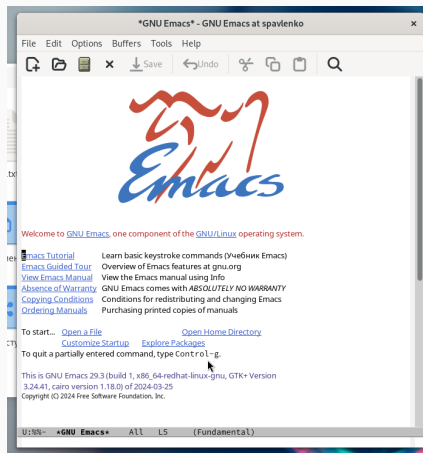 *GNU Emacs* - GNU Emacs at spavlenko
×
File Edit Options Buffers Tools Help
Save Undo
Emacs
Welcome to GNU Emacs, one component of the GNU/Linux operating system.
Emacs Tutorial Learn basic keystroke commands (Учебник Emacs)
Emacs Guided Tour Overview of Emacs features at gnu.org
View Emacs Manual View the Emacs manual using Info
Absence of Warranty GNU Emacs comes with ABSOLUTELY NO WARRANTY
Copying Conditions Conditions for redistributing and changing Emacs
Ordering Manuals Purchasing printed copies of manuals
To start... Open a File Open Home Directory
Customize Startup Explore Packages
To quit a partially entered command, type Control-g.
This is GNU Emacs 29.3 (build 1, x86_64-redhat-linux-gnu, GTK+ Version
3.24.41, cairo version 1.18.0) of 2024-03-25
Copyright (C) 2024 Free Software Foundation, Inc.
U:%%- *GNU Emacs* All L5 (Fundamental)